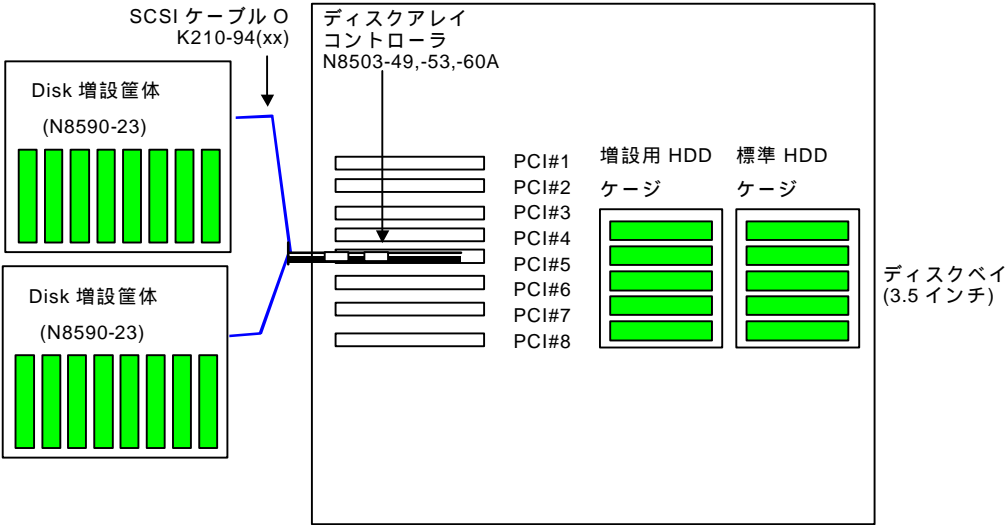 SCSI ケーブル O
K210-94(xx)
ディスクアレイ
コントローラ
N8503-49,-53,-60A
Disk 増設筐体
(N8590-23)
Disk 増設筐体
(N8590-23)
PCI#1
PCI#2
PCI#3
PCI#4
PCI#5
PCI#6
PCI#7
PCI#8
増設用 HDD
ケージ
標準 HDD
ケージ
ディスクベイ
(3.5 インチ)